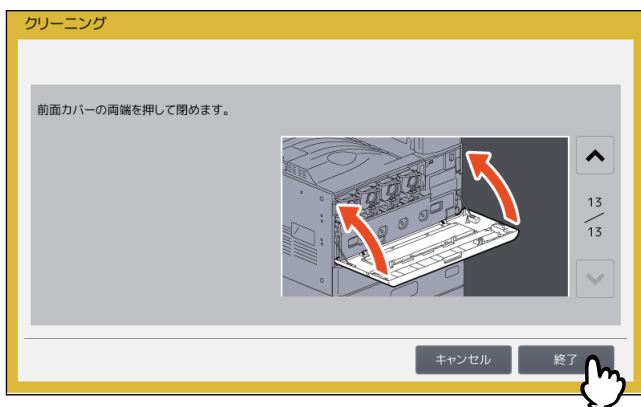 クリーニング
前面カバーの両端を押して閉めます。
13
13
キャンセル
終了